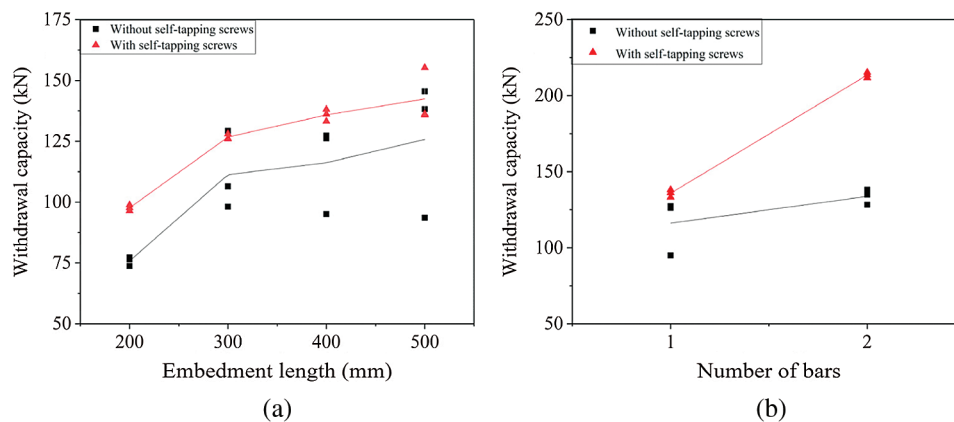 Withdrawal capacity (kN)
175
150
125
100
75
50
Without self-tapping screws
With self-tapping screws
200 300 400 500
Embedment length (mm)
(a)
Withdrawal capacity (kN)
250
200
150
100
50
Without self-tapping screws
With self-tapping screws
1 2
Number of bars
(b)